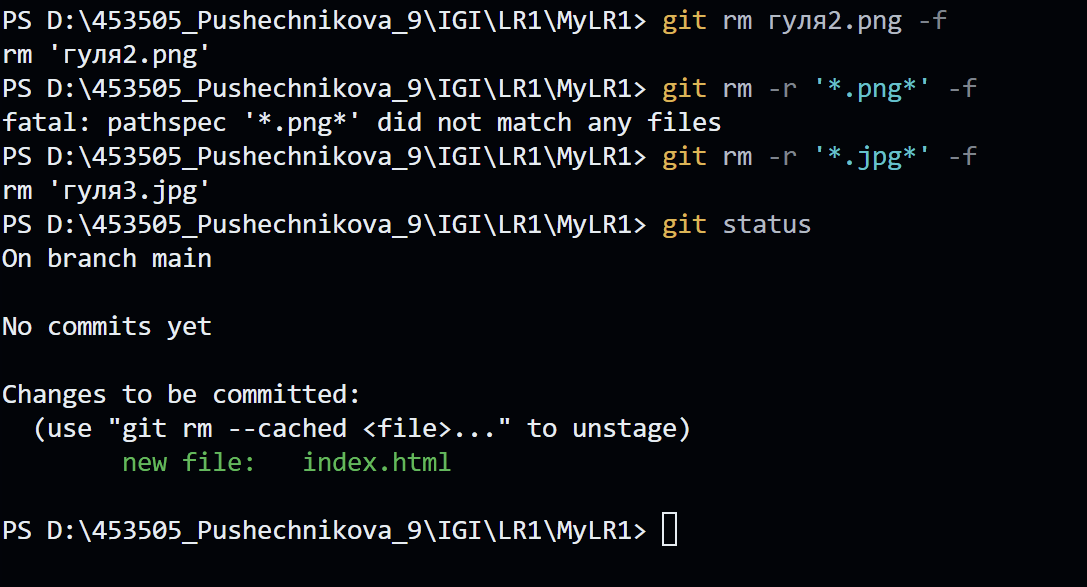 PS D:\453505_Pushechnikova_9\IGI\LR1\MyLR1> git rm гуля2.png -f
rm 'гуля2.png'
PS D:\453505_Pushechnikova_9\IGI\LR1\MyLR1> git rm -r '*.png*' -f
fatal: pathspec '*.png*' did not match any files
PS D:\453505_Pushechnikova_9\IGI\LR1\MyLR1> git rm -r '*.jpg*' -f
rm 'гуля3.jpg'
PS D:\453505_Pushechnikova_9\IGI\LR1\MyLR1> git status
On branch main

No commits yet

Changes to be committed:
  (use "git rm --cached <file>..." to unstage)
        new file:   index.html

PS D:\453505_Pushechnikova_9\IGI\LR1\MyLR1>